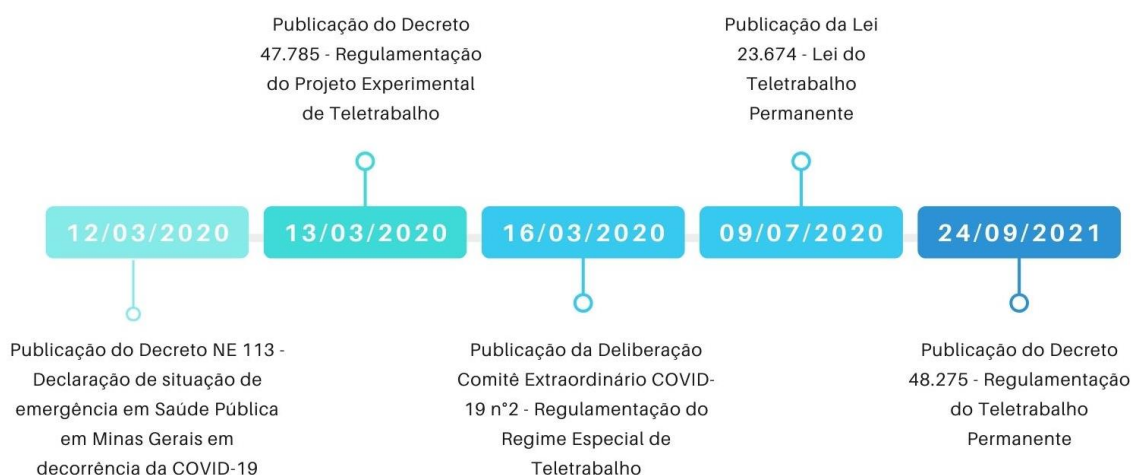 Publicação do Decreto
47.785 - Regulamentação
do Projeto Experimental
de Teletrabalho
Publicação da Lei
23.674 - Lei do
Teletrabalho
Permanente
12/03/2020
13/03/2020
16/03/2020
09/07/2020
24/09/2021
Publicação do Decreto NE 113 -
Declaração de situação de
emergência em Saúde Pública
em Minas Gerais em
decorrência da COVID-19
Publicação da Deliberação
Comitê Extraordinário COVID-
19 n°2 - Regulamentação do
Regime Especial de
Teletrabalho
Publicação do Decreto
48.275 - Regulamentação
do Teletrabalho
Permanente